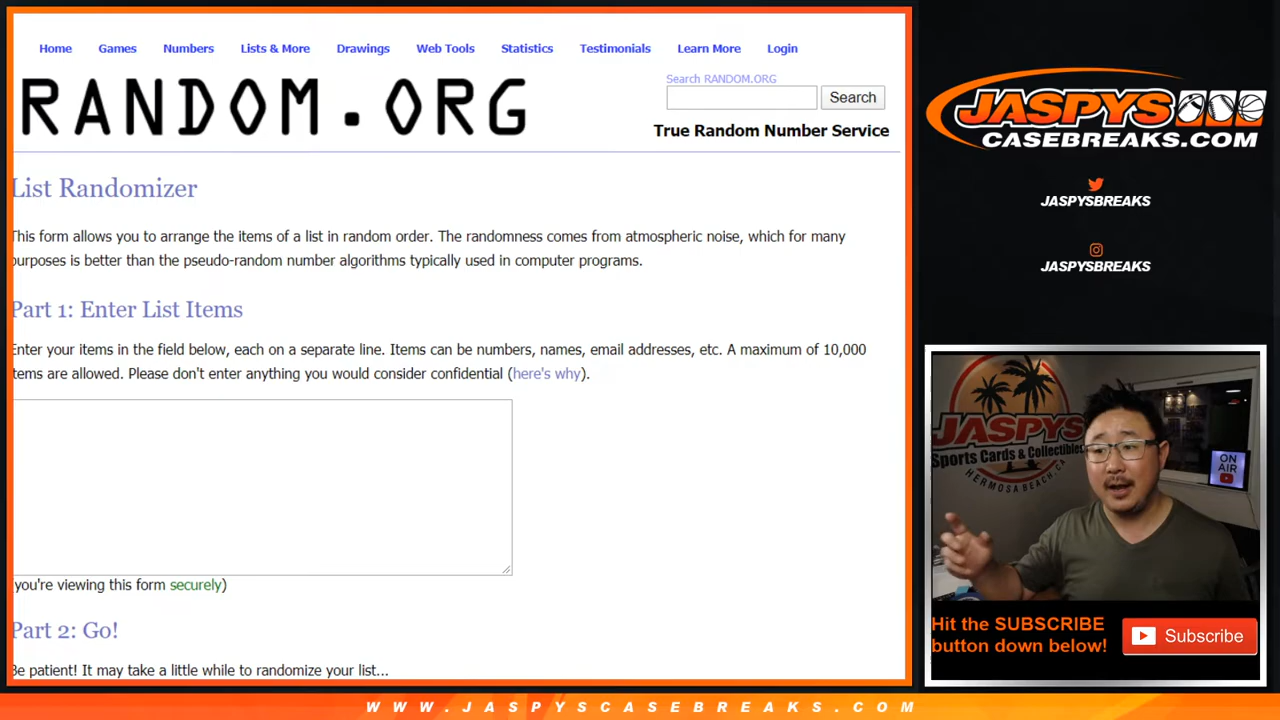 Home Games Numbers Lists & More Drawings Web Tools Statistics Testimonials Learn More Login
RANDOM.ORG
Search RANDOM.ORG
Search
True Random Number Service
List Randomizer
This form allows you to arrange the items of a list in random order. The randomness comes from atmospheric noise, which for many
purposes is better than the pseudo-random number algorithms typically used in computer programs.
Part 1: Enter List Items
Enter your items in the field below, each on a separate line. Items can be numbers, names, email addresses, etc. A maximum of 10,000
items are allowed. Please don't enter anything you would consider confidential (here's why).
you're viewing this form securely)
Part 2: Go!
Be patient! It may take a little while to randomize your list...
JASPYS
CASEBREAKS.COM
JASPYSBREAKS
JASPYSBREAKS
JASPYS
Sports Cards & Collectibles
HERMOSA BEACH, CA
ON
AIR
Hit the SUBSCRIBE
button down below!
Subscribe
WWW.JASPYSCASEBREAKS.COM